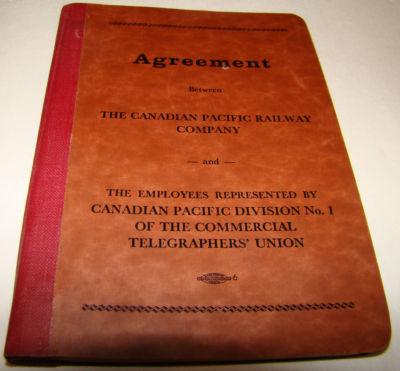 Agreement
Between
THE CANADIAN PACIFIC RAILWAY
COMPANY
— and —
THE EMPLOYEES REPRESENTED BY
CANADIAN PACIFIC DIVISION No. 1
OF THE COMMERCIAL
TELEGRAPHERS' UNION
6